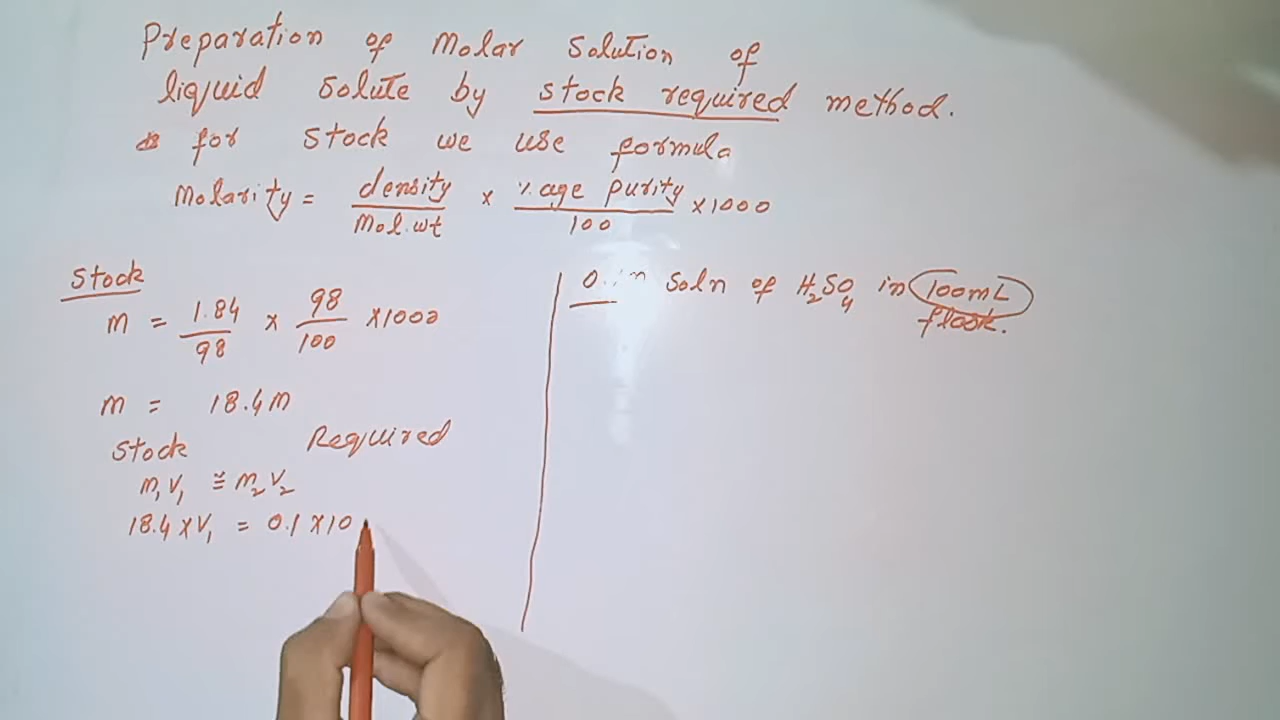 Preparation of Molar Solution of
liquid Solute by stock required method.
for stock we use formula
Molarity = density / Mol.wt × %age purity / 100 × 1000
Stock
m = 1.84 / 98 × 98 / 100 × 1000
m = 18.4m
Stock Required
m₁V₁ ≅ m₂V₂
18.4 × V₁ = 0.1 × 10
Soln of H₂SO₄ in 100mL
flask.